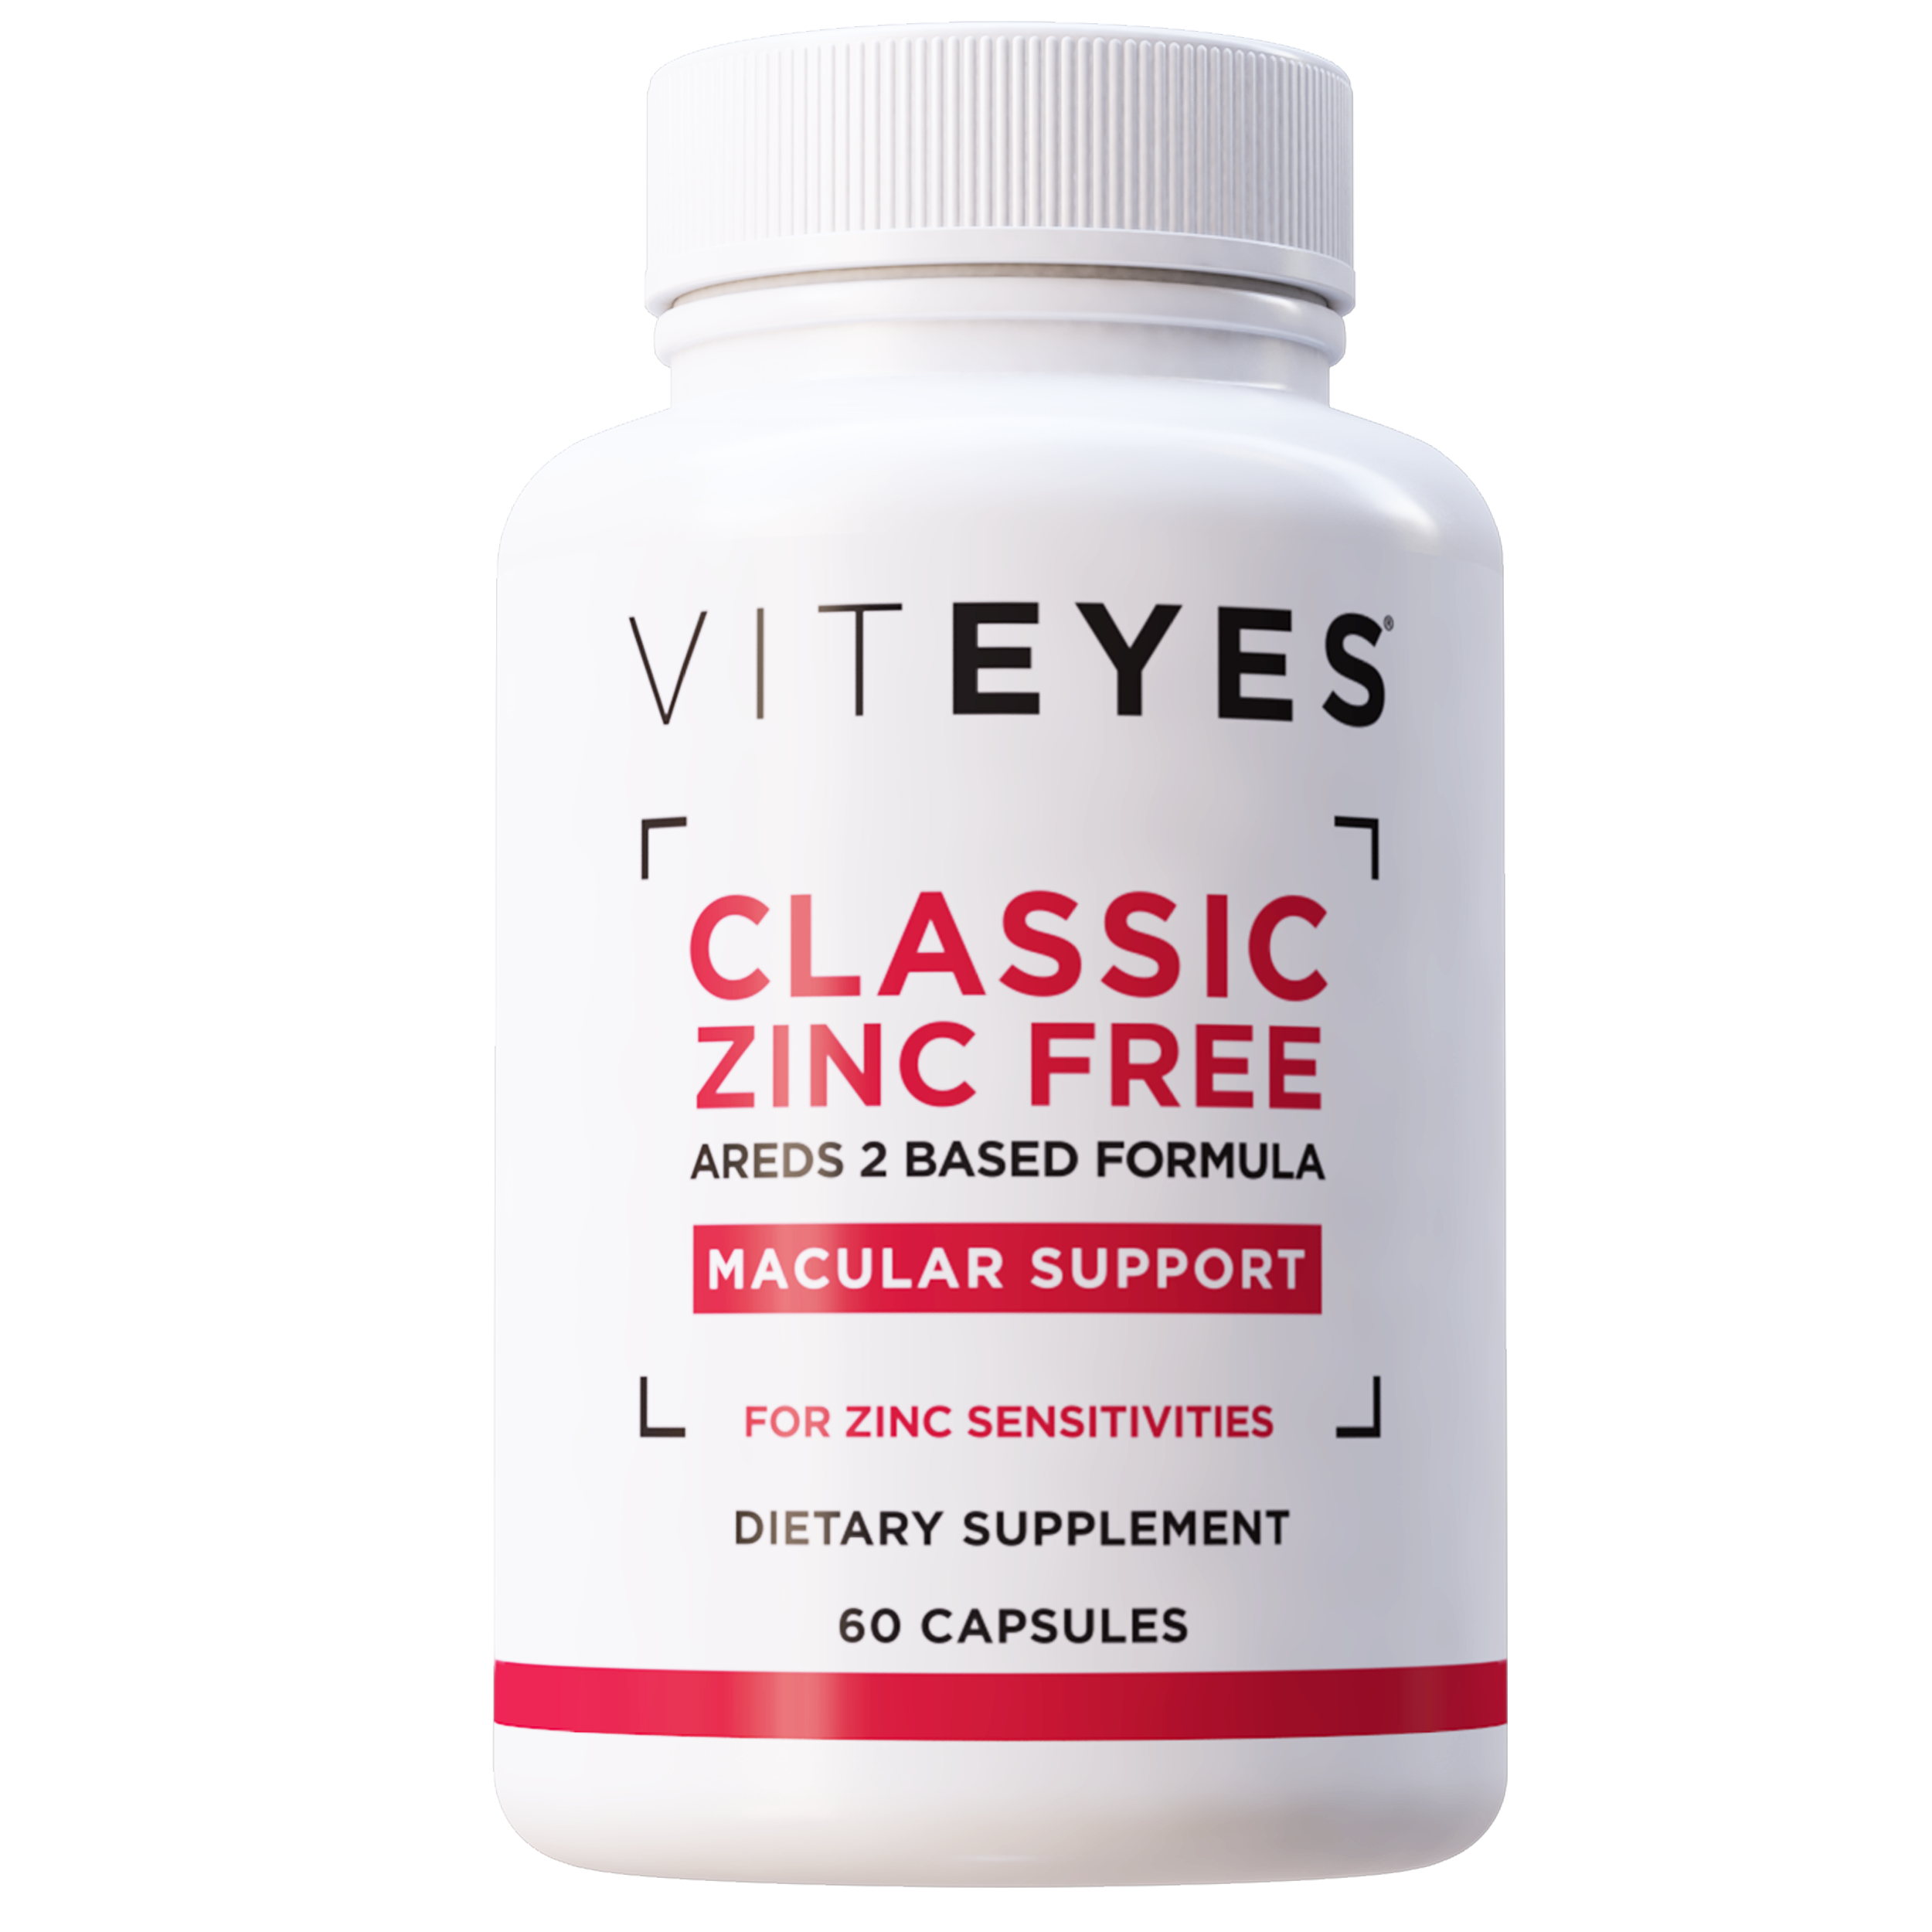 VITEYES®
CLASSIC
ZINC FREE
AREDS 2 BASED FORMULA
MACULAR SUPPORT
FOR ZINC SENSITIVITIES
DIETARY SUPPLEMENT
60 CAPSULES